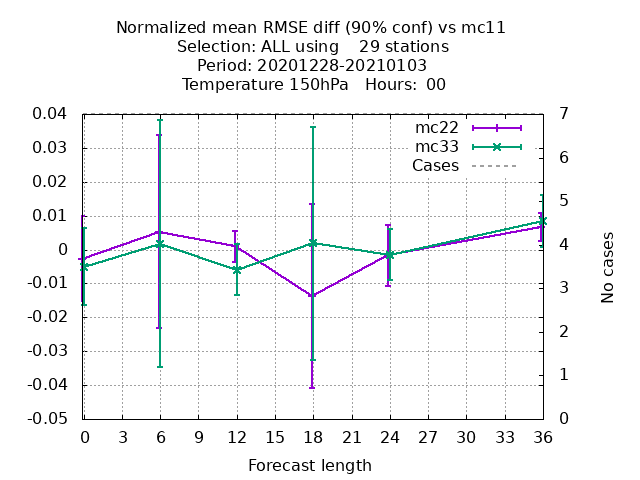 Normalized mean RMSE diff (90% conf) vs mc11
Selection: ALL using    29 stations
Period: 20201228-20210103
Temperature 150hPa   Hours:  00
0.04
0.03
0.02
0.01
0
-0.01
-0.02
-0.03
-0.04
-0.05
mc22
mc33
Cases
7
6
5
4
3
2
1
0
No cases
0 3 6 9 12 15 18 21 24 27 30 33 36
Forecast length